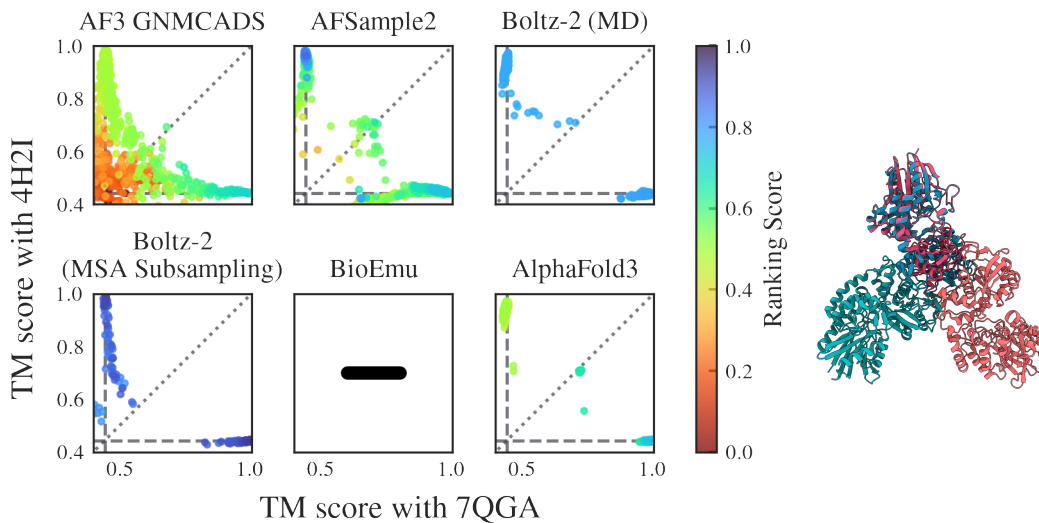 AF3 GNMCADS
AFSample2
Boltz-2 (MD)
1.0
0.8
0.6
0.4
1.0
0.8
0.6
0.4
0.2
0.0
Ranking Score
TM score with 4H2I
Boltz-2
(MSA Subsampling)
BioEmu
AlphaFold3
1.0
0.8
0.6
0.4
0.5
1.0
0.5
1.0
0.5
1.0
TM score with 7QGA